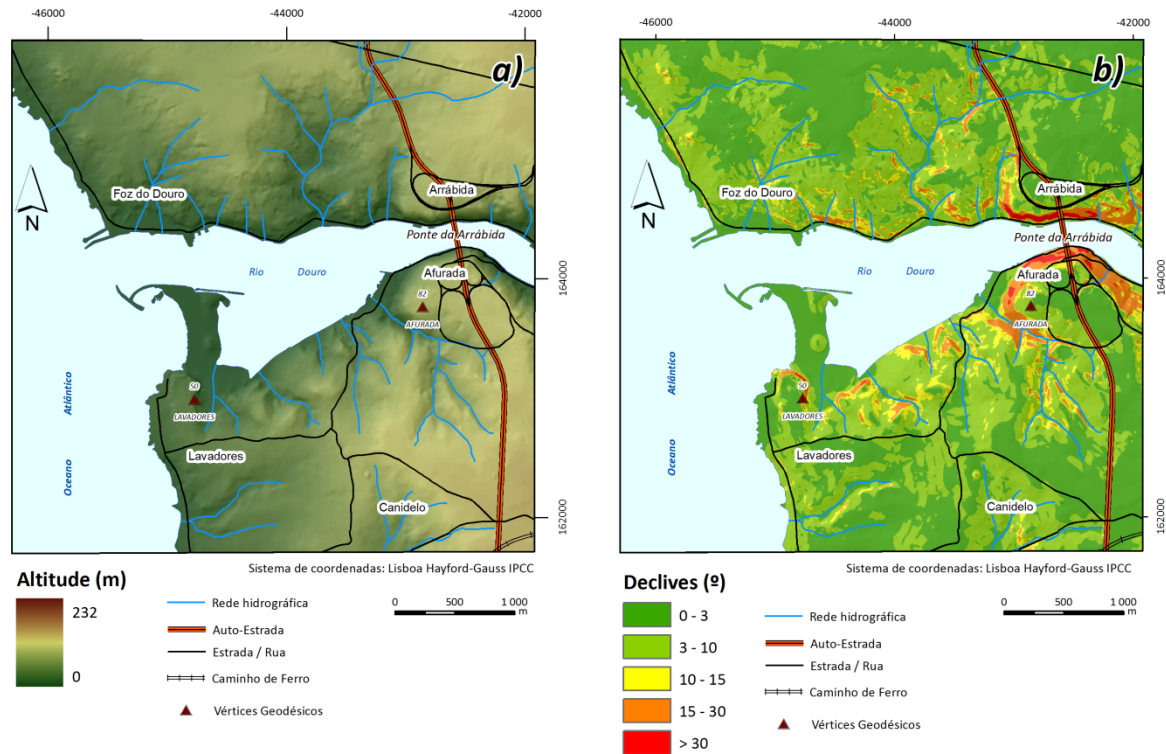 -46000
-44000
-42000
a)
Foz do Douro
Arrábida
N
Ponte da Arrábida
Rio Douro
Afurada
82
AFURADA
164000
Atlântico
50
LAVADORES
Lavadores
Oceano
Canidelo
162000
Sistema de coordenadas: Lisboa Hayford-Gauss IPCC
Altitude (m)
232
0
Rede hidrográfica
Auto-Estrada
Estrada / Rua
Caminho de Ferro
Vértices Geodésicos
0 500 1 000
m
-46000
-44000
-42000
b)
Foz do Douro
Arrábida
N
Ponte da Arrábida
Rio Douro
Afurada
82
AFURADA
164000
Atlântico
50
LAVADORES
Lavadores
Oceano
Canidelo
162000
Sistema de coordenadas: Lisboa Hayford-Gauss IPCC
Declives (º)
0 - 3
3 - 10
10 - 15
15 - 30
> 30
Rede hidrográfica
Auto-Estrada
Estrada / Rua
Caminho de Ferro
Vértices Geodésicos
0 500 1 000
m